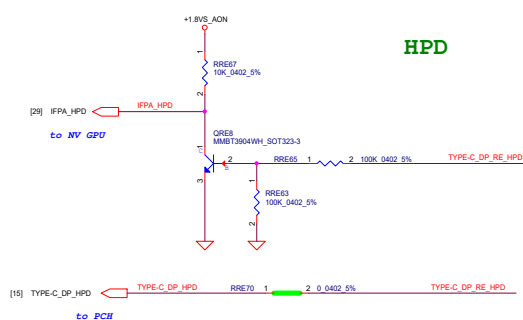 +1.8VS_AON
HPD
1
RRE67
10K_0402_5%
2
[29] IFPA_HPD
IFPA_HPD
to NV GPU
QRE8
MMBT3904WH_SOT323-3
1
C
2
B
3
RRE65 1
2 100K_0402_5%
TYPE-C_DP_RE_HPD
1
RRE63
100K_0402_5%
2
[15] TYPE-C_DP_HPD
TYPE-C_DP_HPD
RRE70 1
2 0_0402_5%
TYPE-C_DP_RE_HPD
to PCH